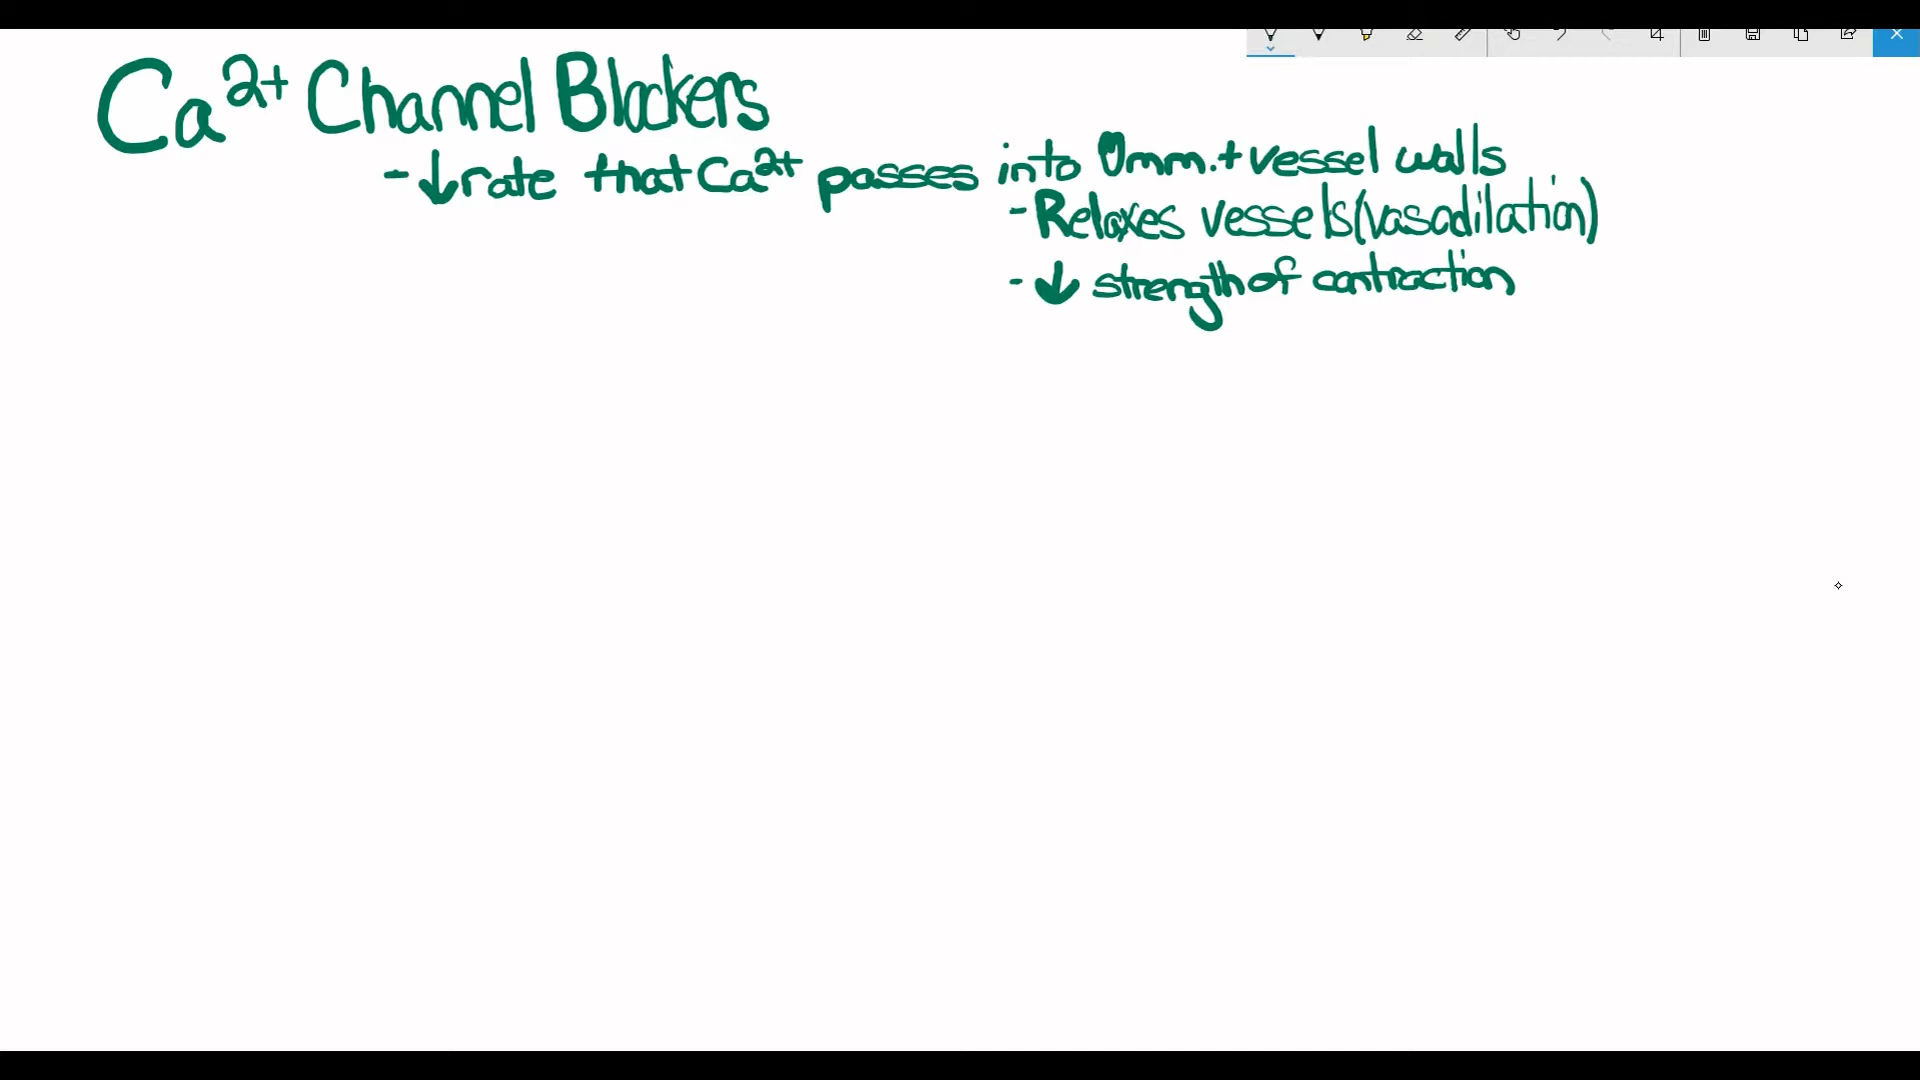 Ca²⁺ Channel Blockers
- ↓ rate that Ca²⁺ passes into mm. + vessel walls
- Relaxes vessels (vasodilation)
- ↓ strength of contraction